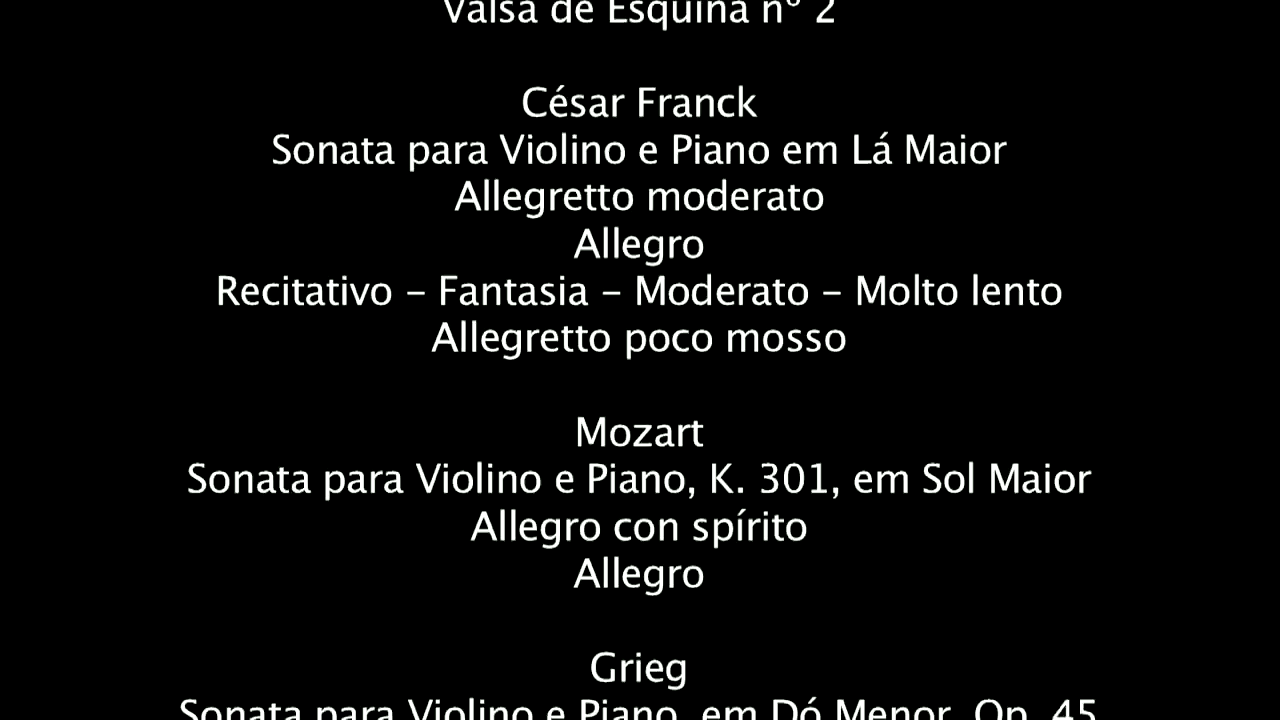 Valsa de Esquina nº 2
César Franck
Sonata para Violino e Piano em Lá Maior
Allegretto moderato
Allegro
Recitativo – Fantasia – Moderato – Molto lento
Allegretto poco mosso
Mozart
Sonata para Violino e Piano, K. 301, em Sol Maior
Allegro con spírito
Allegro
Grieg
Sonata para Violino e Piano, em Dó Menor, Op. 45